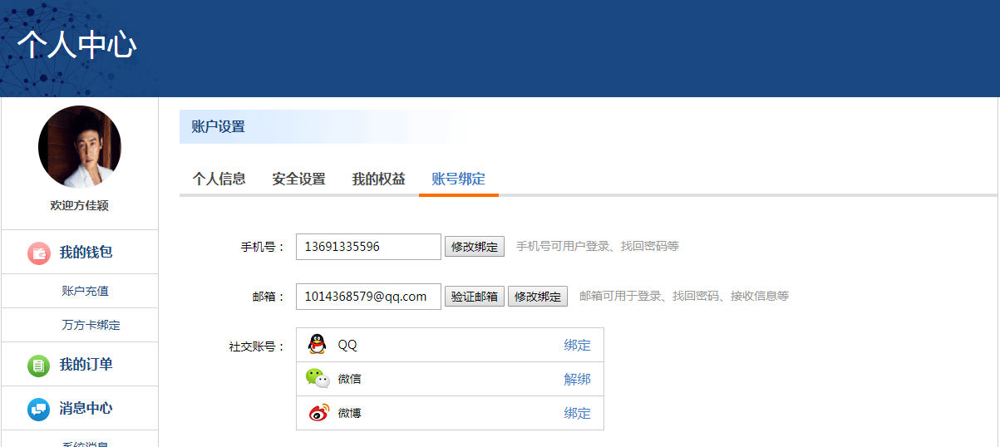 个人中心
欢迎方佳颖
我的钱包
账户充值
万方卡绑定
我的订单
消息中心
系统消息
账户设置
个人信息 安全设置 我的权益 账号绑定
手机号： 13691335596 修改绑定 手机号可用户登录、找回密码等
邮箱： 1014368579@qq.com 验证邮箱 修改绑定 邮箱可用于登录、找回密码、接收信息等
社交账号： QQ 绑定
微信 解绑
微博 绑定